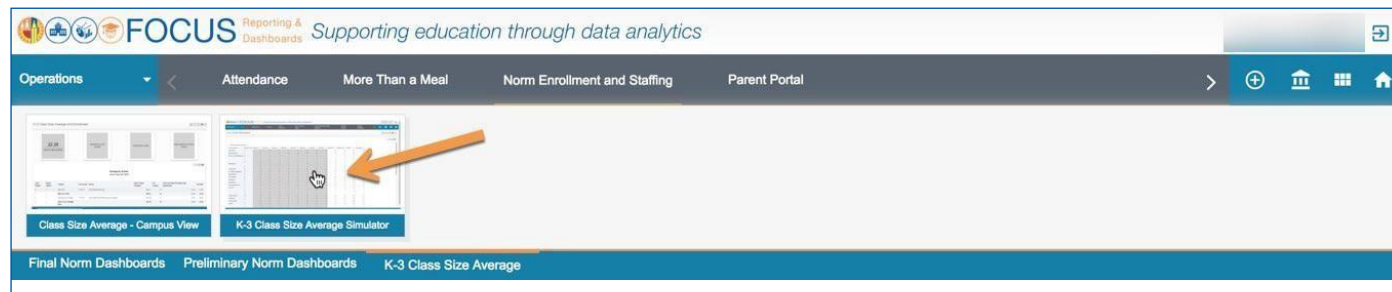 FOCUS Reporting & Dashboards Supporting education through data analytics
Operations Attendance More Than a Meal Norm Enrollment and Staffing Parent Portal
Class Size Average - Campus View K-3 Class Size Average Simulator
Final Norm Dashboards Preliminary Norm Dashboards K-3 Class Size Average